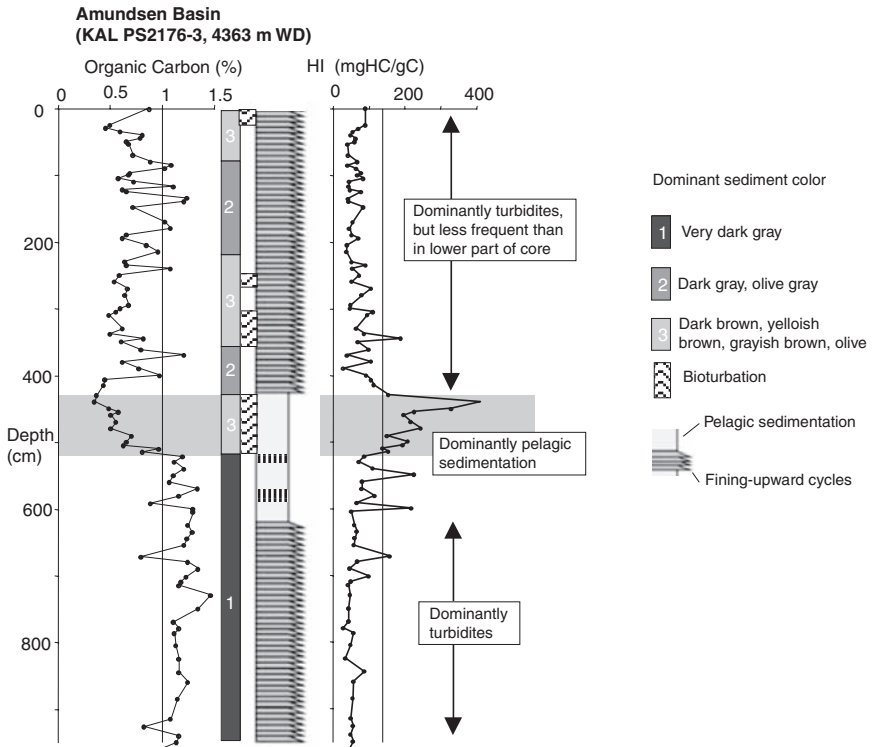 Amundsen Basin
(KAL PS2176-3, 4363 m WD)
Organic Carbon (%)
HI (mgHC/gC)
0 0.5 1 1.5
0 200 400
0
200
400
Depth
(cm)
600
800
3
2
3
2
3
1
Dominantly turbidites,
but less frequent than
in lower part of core
Dominantly pelagic
sedimentation
Dominantly
turbidites
Dominant sediment color
1 Very dark gray
2 Dark gray, olive gray
3 Dark brown, yelloish
brown, grayish brown, olive
Bioturbation
Pelagic sedimentation
Fining-upward cycles